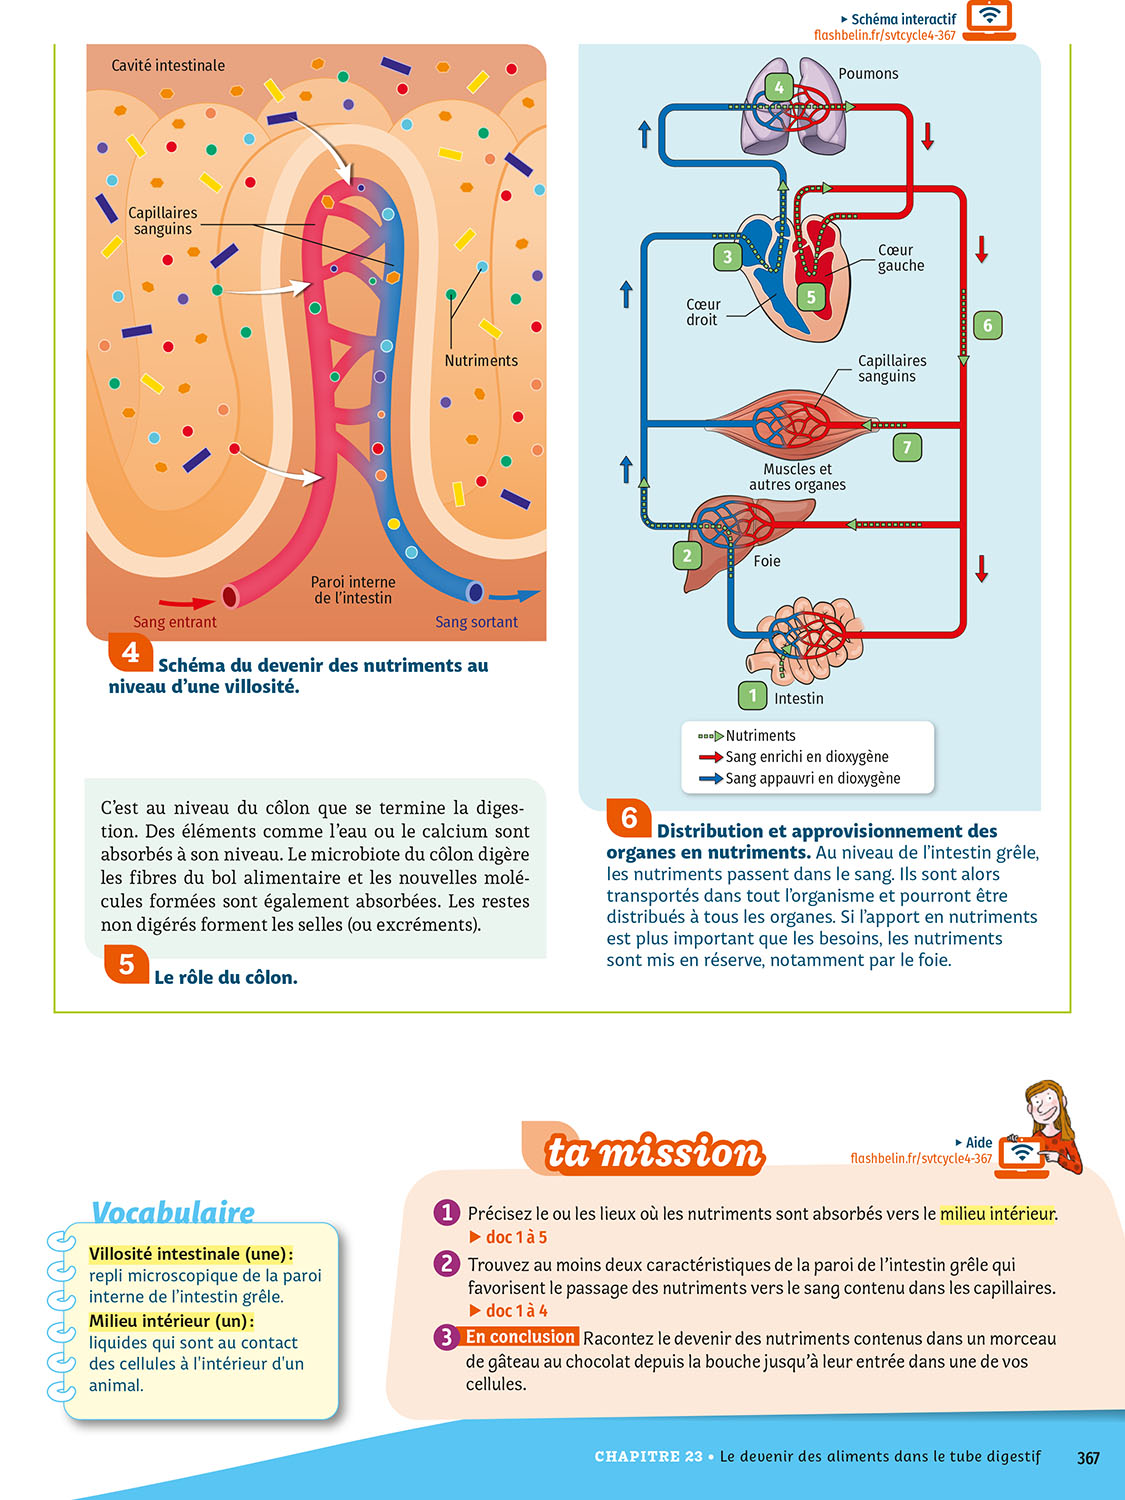 ▸ Schéma interactif
flashbelin.fr/svtcycle4-367
Cavité intestinale
Capillaires
sanguins
Nutriments
Paroi interne
de l'intestin
Sang entrant
Sang sortant
4 Schéma du devenir des nutriments au
niveau d'une villosité.
C'est au niveau du côlon que se termine la diges-
tion. Des éléments comme l'eau ou le calcium sont
absorbés à son niveau. Le microbiote du côlon digère
les fibres du bol alimentaire et les nouvelles molé-
cules formées sont également absorbées. Les restes
non digérés forment les selles (ou excréments).
5 Le rôle du côlon.
Poumons
4
3
Cœur
gauche
5
Cœur
droit
6
Capillaires
sanguins
7
Muscles et
autres organes
2
Foie
1
Intestin
Nutriments
Sang enrichi en dioxygène
Sang appauvri en dioxygène
6 Distribution et approvisionnement des
organes en nutriments. Au niveau de l'intestin grêle,
les nutriments passent dans le sang. Ils sont alors
transportés dans tout l'organisme et pourront être
distribués à tous les organes. Si l'apport en nutriments
est plus important que les besoins, les nutriments
sont mis en réserve, notamment par le foie.
Vocabulaire
Villosité intestinale (une) :
repli microscopique de la paroi
interne de l'intestin grêle.
Milieu intérieur (un) :
liquides qui sont au contact
des cellules à l'intérieur d'un
animal.
ta mission
▸ Aide
flashbelin.fr/svtcycle4-367
1 Précisez le ou les lieux où les nutriments sont absorbés vers le milieu intérieur.
▶ doc 1 à 5
2 Trouvez au moins deux caractéristiques de la paroi de l'intestin grêle qui
favorisent le passage des nutriments vers le sang contenu dans les capillaires.
▶ doc 1 à 4
3 En conclusion Racontez le devenir des nutriments contenus dans un morceau
de gâteau au chocolat depuis la bouche jusqu'à leur entrée dans une de vos
cellules.
CHAPITRE 23 • Le devenir des aliments dans le tube digestif 367